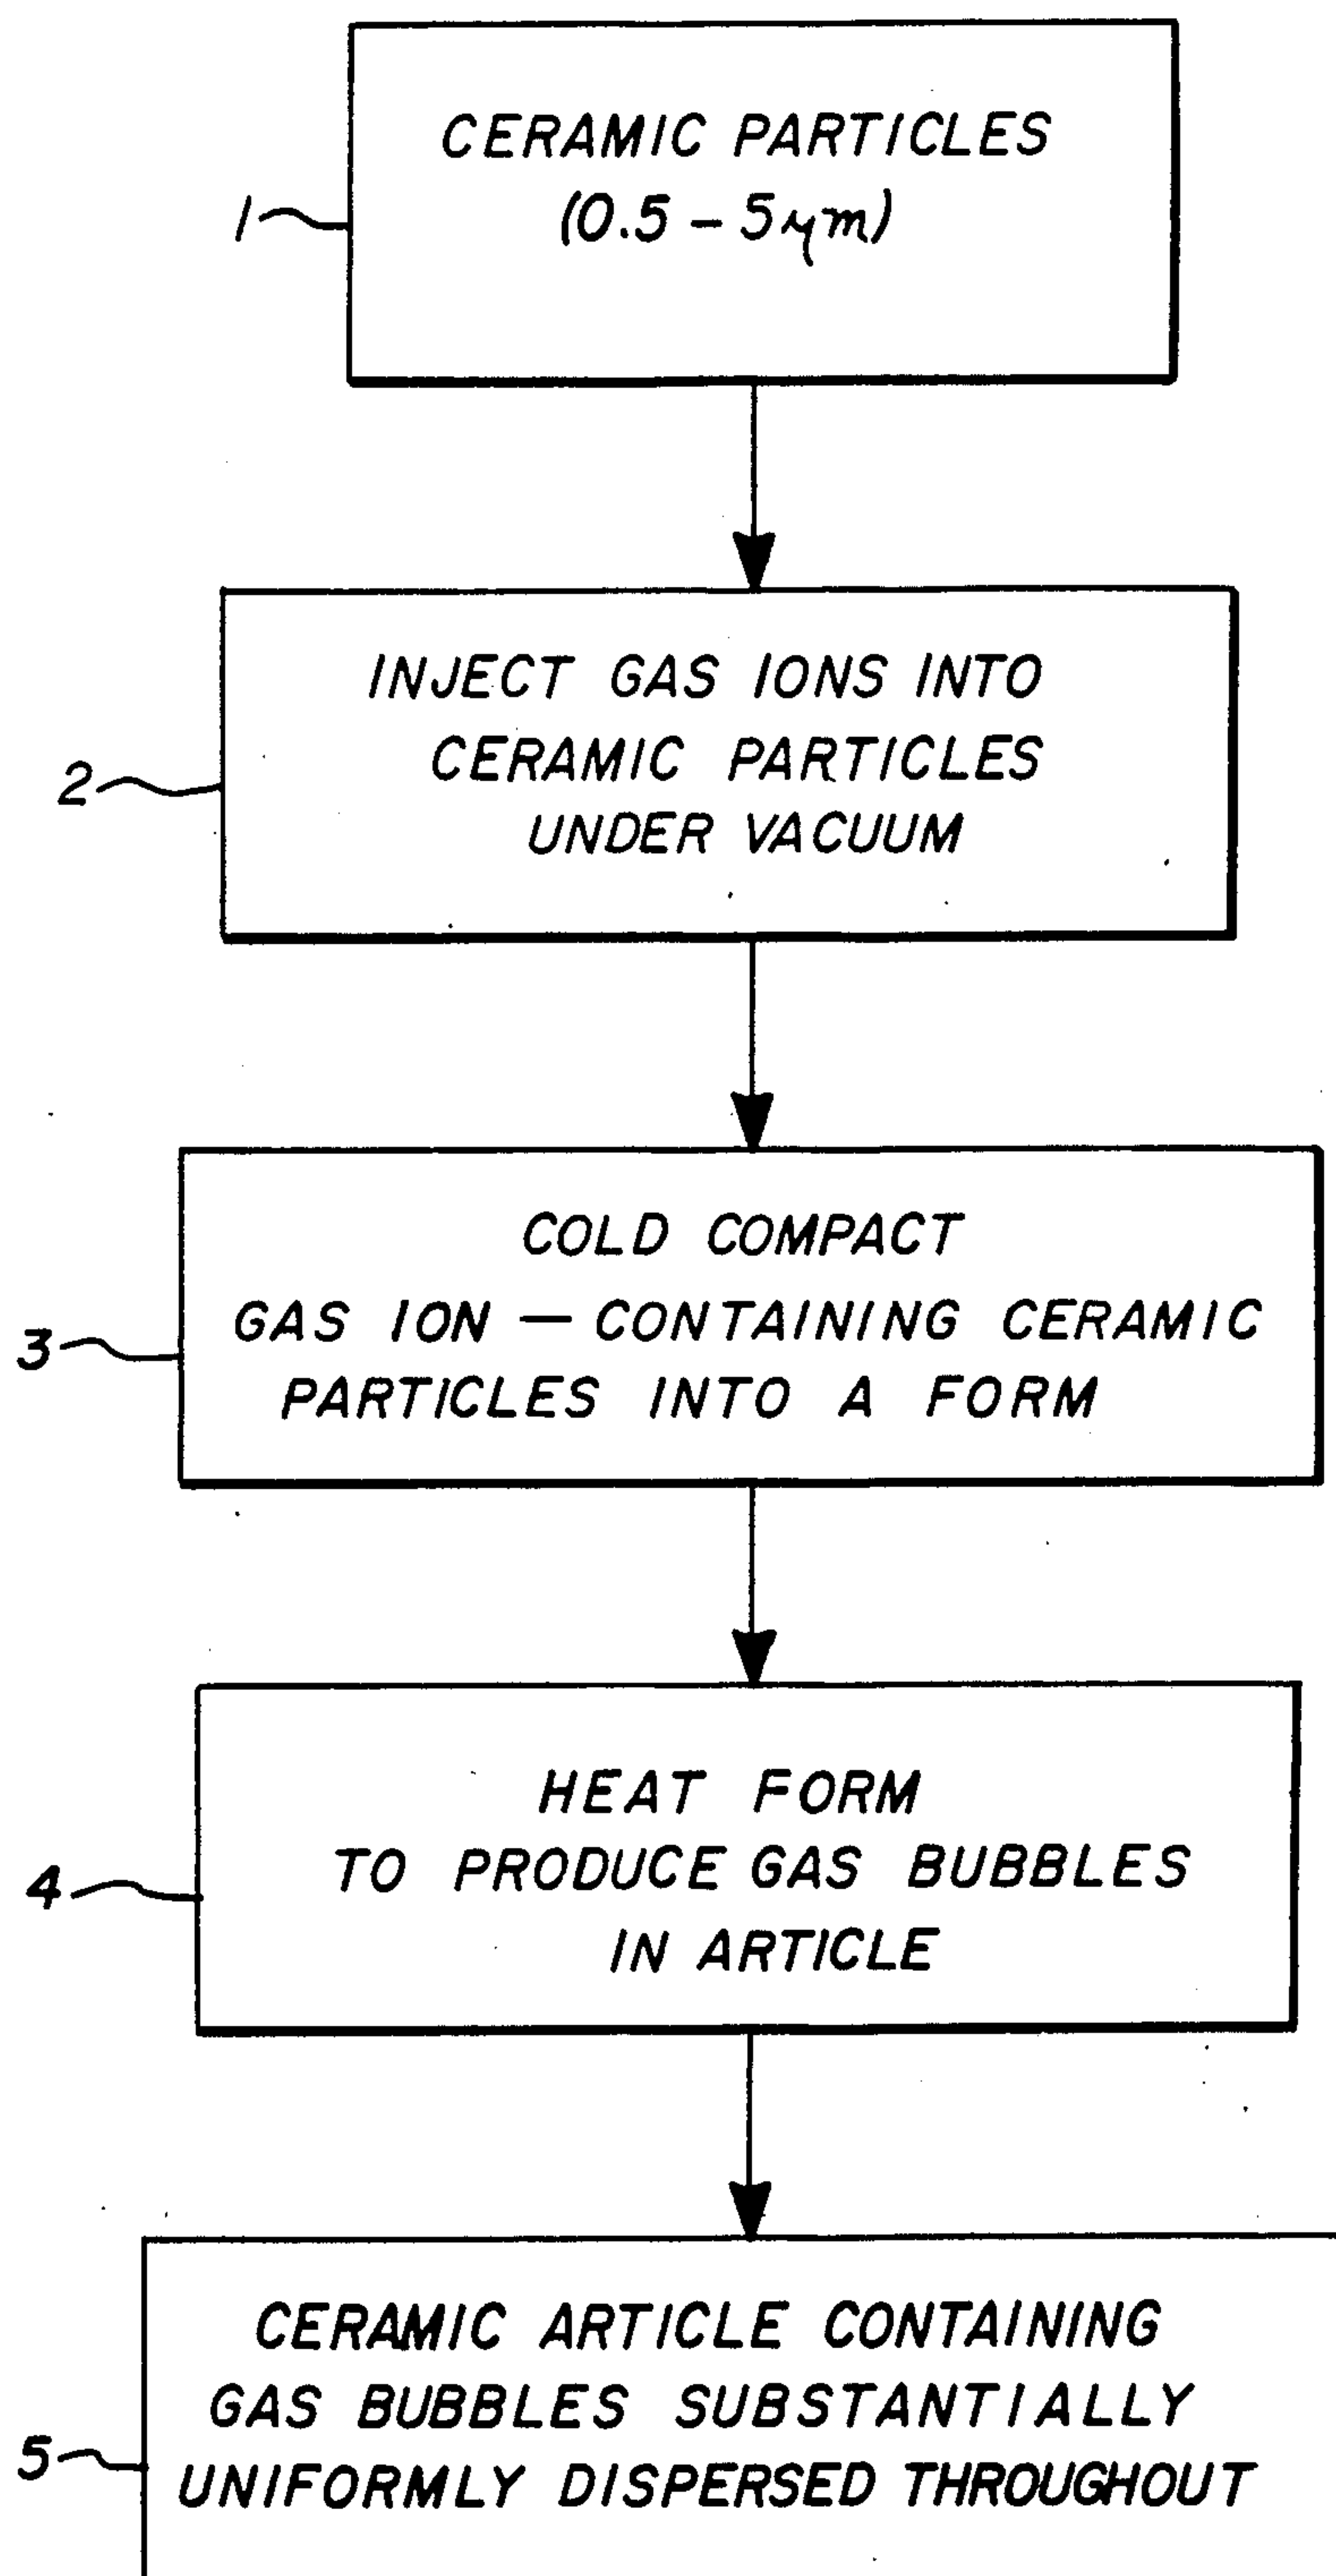 CERAMIC PARTICLES
1
(0.5 – 5 μm)
INJECT GAS IONS INTO
CERAMIC PARTICLES
2
UNDER VACUUM
COLD COMPACT
GAS ION — CONTAINING CERAMIC
3
PARTICLES INTO A FORM
HEAT FORM
TO PRODUCE GAS BUBBLES
4
IN ARTICLE
CERAMIC ARTICLE CONTAINING
GAS BUBBLES SUBSTANTIALLY
5
UNIFORMLY DISPERSED THROUGHOUT